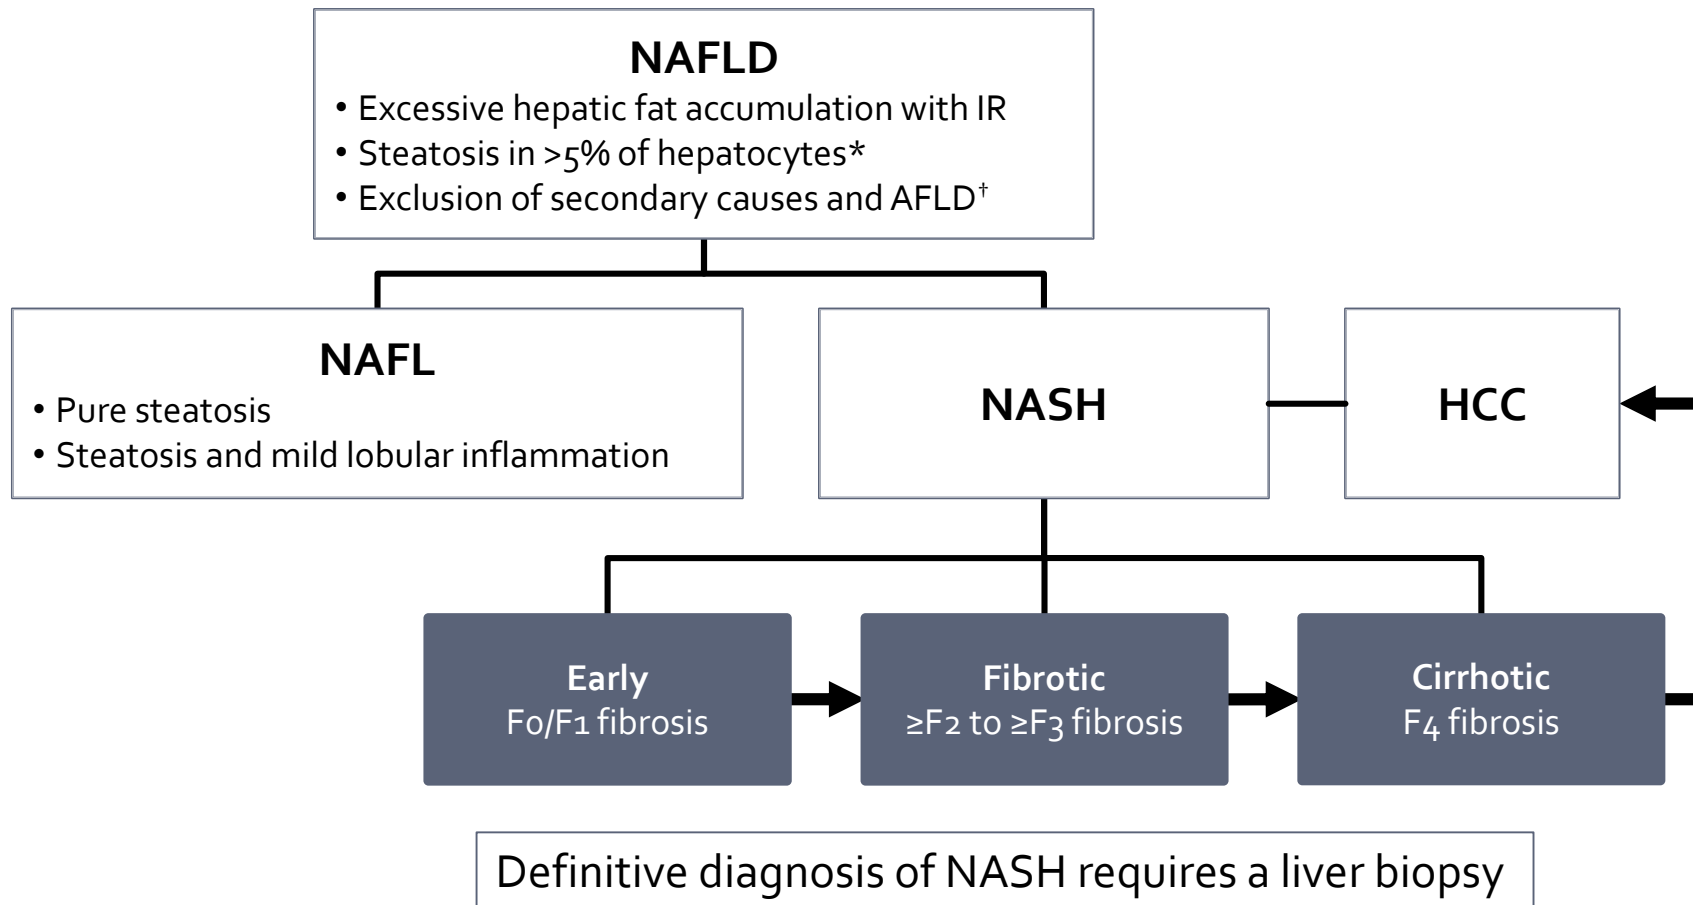 NAFLD
• Excessive hepatic fat accumulation with IR
• Steatosis in >5% of hepatocytes*
• Exclusion of secondary causes and AFLD†
NAFL
• Pure steatosis
• Steatosis and mild lobular inflammation
NASH
HCC
Early
F0/F1 fibrosis
Fibrotic
≥F2 to ≥F3 fibrosis
Cirrhotic
F4 fibrosis
Definitive diagnosis of NASH requires a liver biopsy